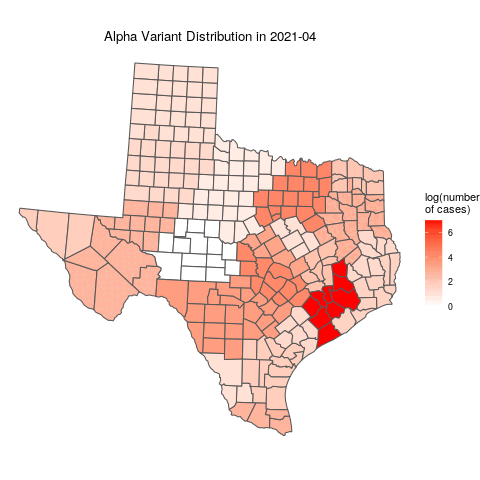 Alpha Variant Distribution in 2021-04
log(number
of cases)
6
4
2
0